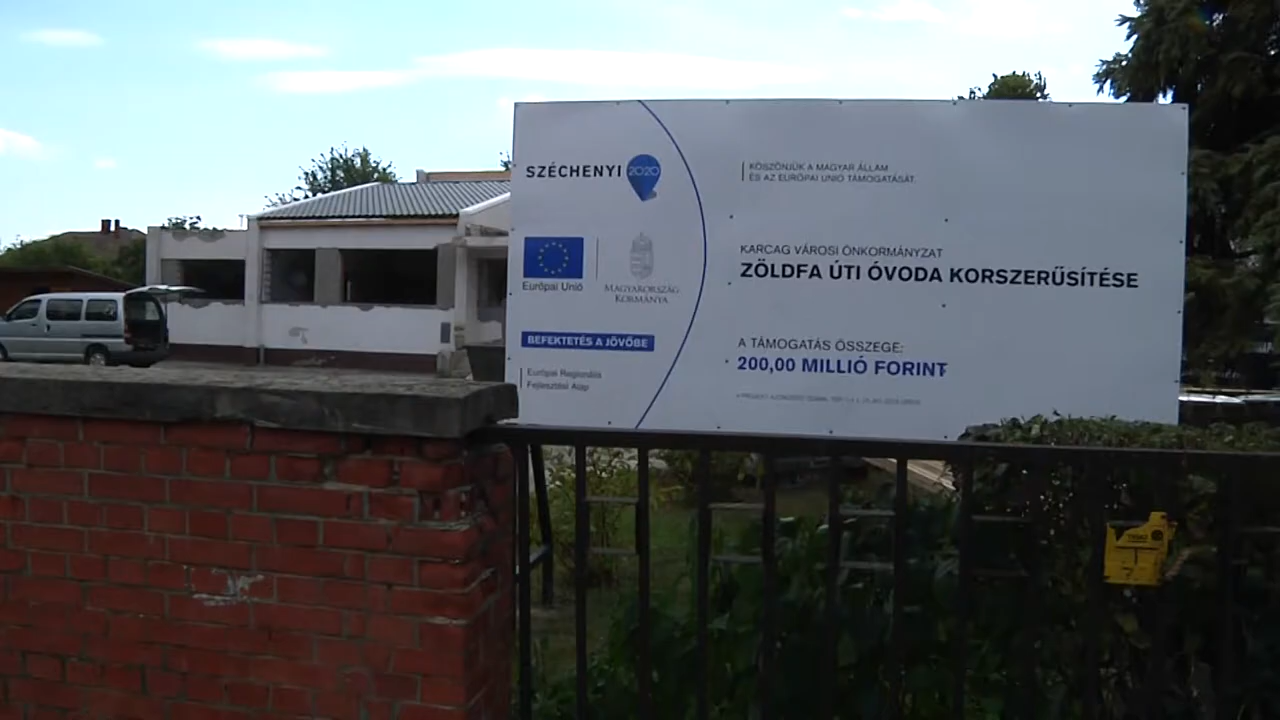 SZÉCHENYI 2020
Európai Unió
MAGYARORSZÁG
KORMÁNYA
BEFEKTETÉS A JÖVŐBE
Európai Regionális
Fejlesztési Alap
KÖSZÖNJÜK A MAGYAR ÁLLAM
ÉS AZ EURÓPAI UNIÓ TÁMOGATÁSÁT.
KARCAG VÁROSI ÖNKORMÁNYZAT
ZÖLDFA ÚTI ÓVODA KORSZERŰSÍTÉSE
A TÁMOGATÁS ÖSSZEGE:
200,00 MILLIÓ FORINT